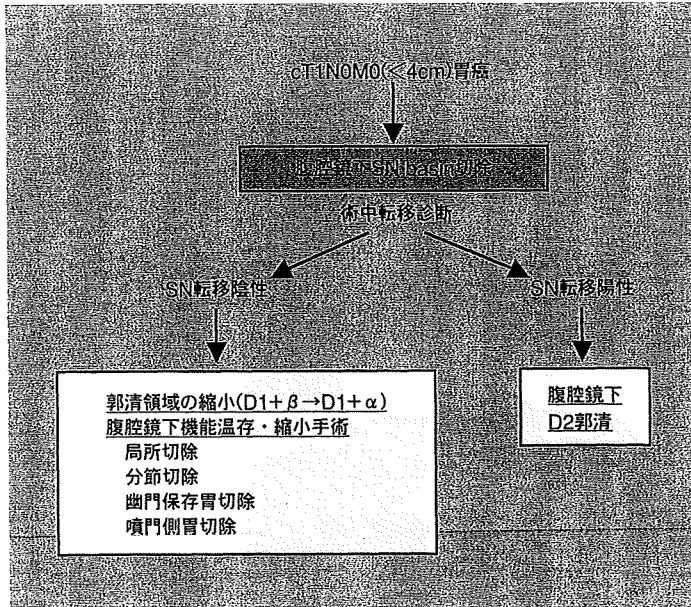 cT1N0M0(<4cm)胃癌
腹腔鏡下SN basin切除
術中転移診断
SN転移陰性
SN転移陽性
郭清領域の縮小(D1+β→D1+α)
腹腔鏡下機能温存・縮小手術
局所切除
分節切除
幽門保存胃切除
噴門側胃切除
腹腔鏡下
D2郭清